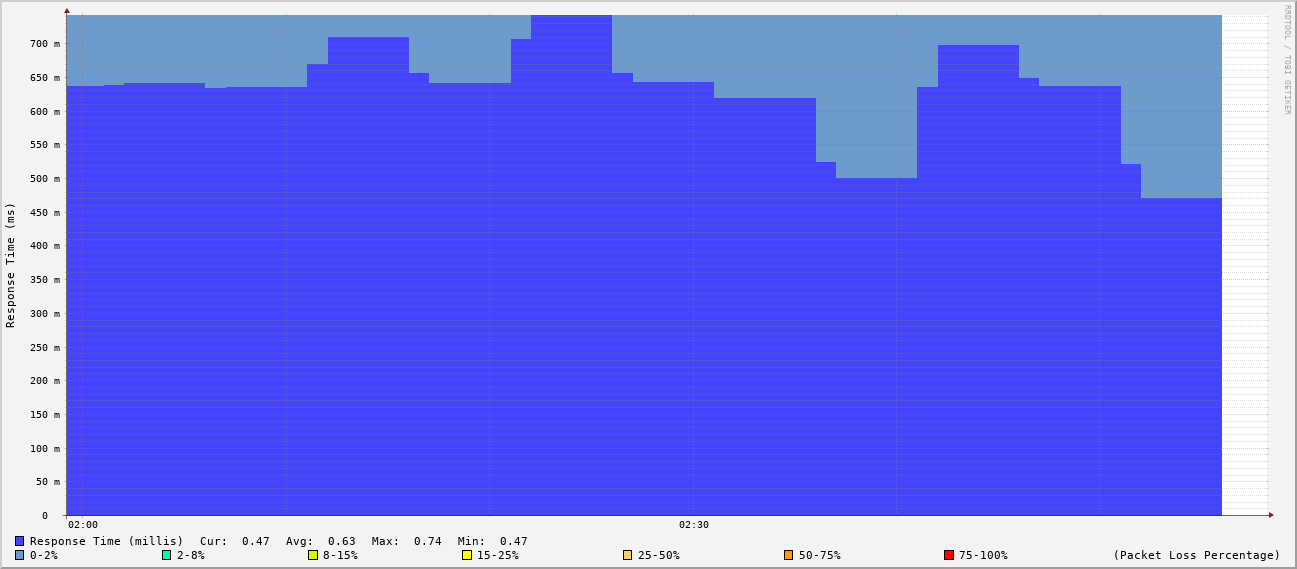 RRDTOOL / TOBI OETIKER
Response Time (ms)
700 m
650 m
600 m
550 m
500 m
450 m
400 m
350 m
300 m
250 m
200 m
150 m
100 m
50 m
0
02:00 02:30
Response Time (millis) Cur: 0.47 Avg: 0.63 Max: 0.74 Min: 0.47
0-2% 2-8% 8-15% 15-25% 25-50% 50-75% 75-100% (Packet Loss Percentage)